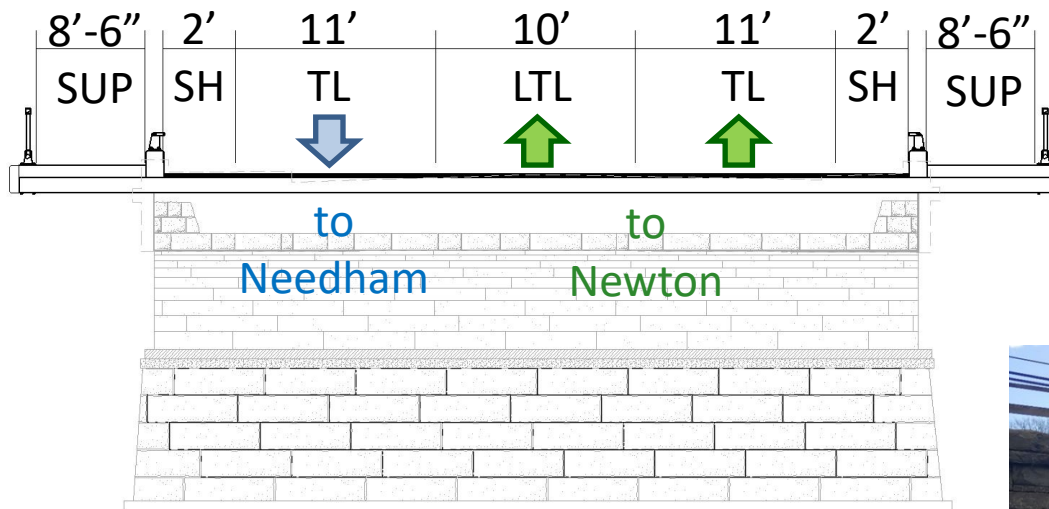 8’-6” 2’ 11’ 10’ 11’ 2’ 8’-6”
SUP SH TL LTL TL SH SUP
to to
Needham Newton